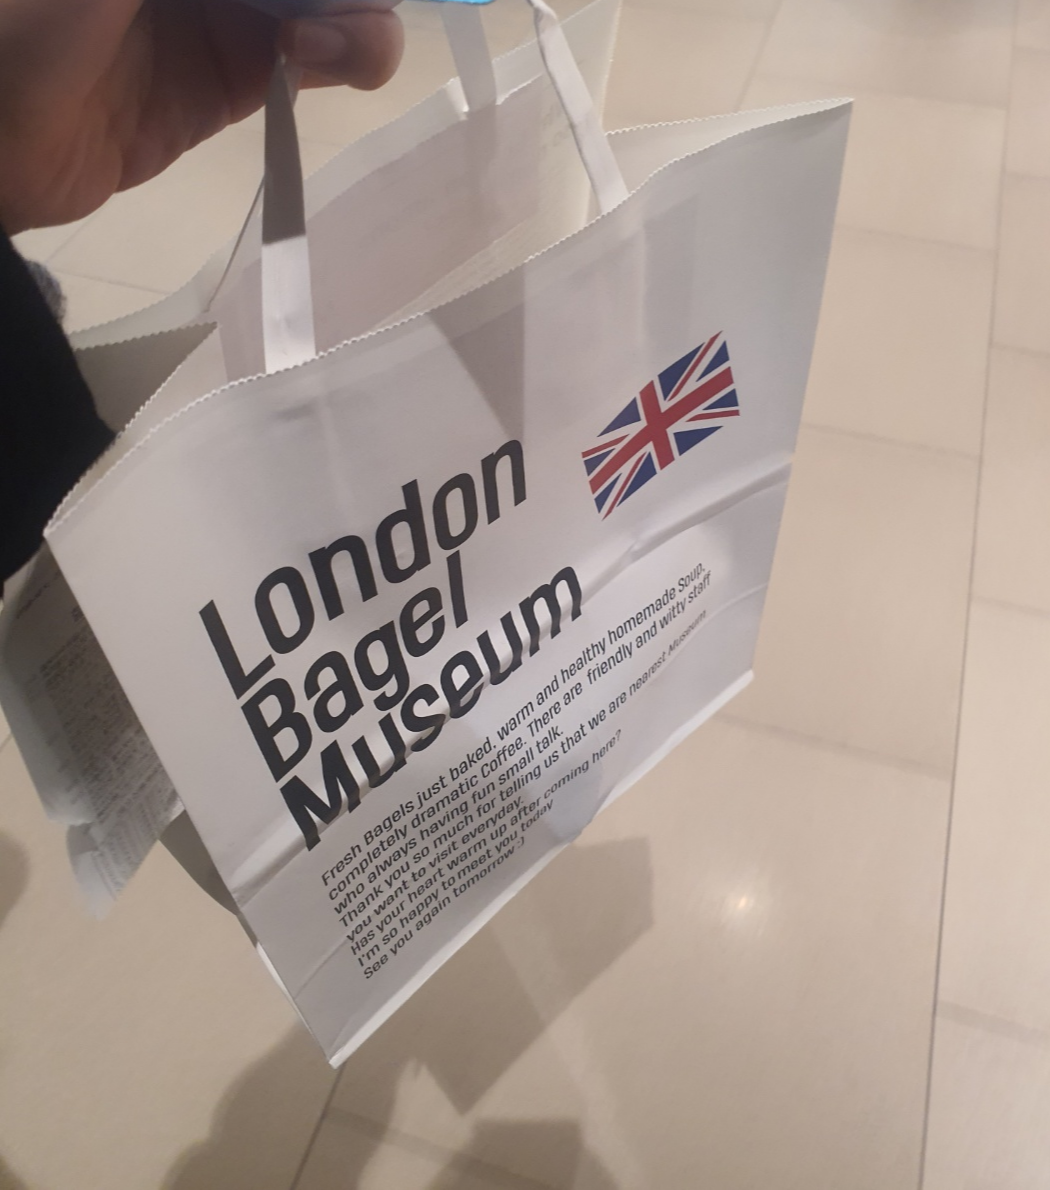 London
Bagel
Museum
Fresh Bagels just baked, warm and healthy homemade Soup,
completely dramatic Coffee. There are friendly and witty staff
who always having fun small talk.
Thank you so much for telling us that we are nearest Museum
you want to visit everyday.
Has your heart warm up after coming here?
I'm so happy to meet you today
See you again tomorrow :)